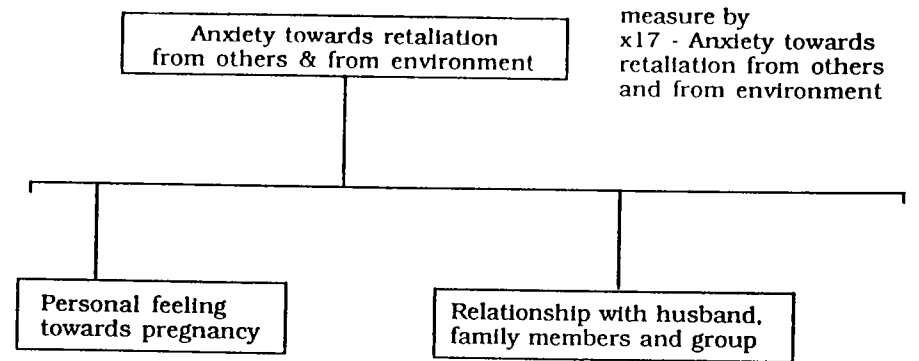 Anxiety towards retaliation
from others & from environment
measure by
x17 - Anxiety towards
retaliation from others
and from environment
Personal feeling
towards pregnancy
Relationship with husband,
family members and group